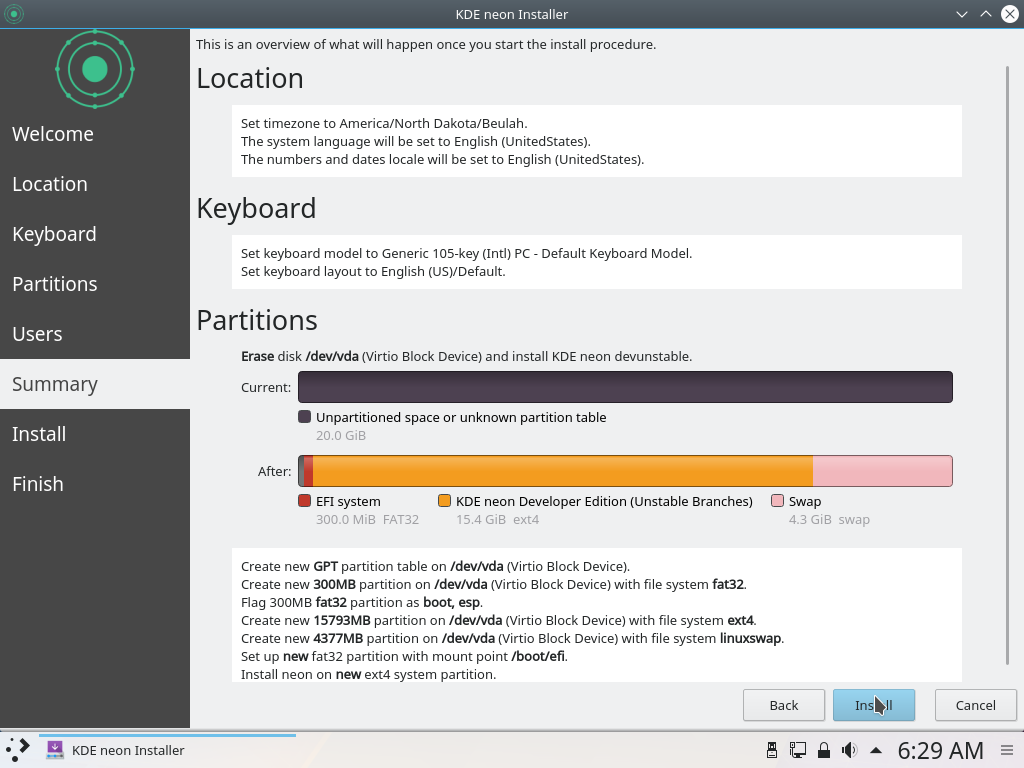 KDE neon Installer
This is an overview of what will happen once you start the install procedure.
Welcome
Location
Keyboard
Partitions
Users
Summary
Install
Finish
Location
Set timezone to America/North Dakota/Beulah.
The system language will be set to English (UnitedStates).
The numbers and dates locale will be set to English (UnitedStates).
Keyboard
Set keyboard model to Generic 105-key (Intl) PC - Default Keyboard Model.
Set keyboard layout to English (US)/Default.
Partitions
Erase disk /dev/vda (Virtio Block Device) and install KDE neon devunstable.
Current:
Unpartitioned space or unknown partition table
20.0 GiB
After:
EFI system KDE neon Developer Edition (Unstable Branches) Swap
300.0 MiB FAT32 15.4 GiB ext4 4.3 GiB swap
Create new GPT partition table on /dev/vda (Virtio Block Device).
Create new 300MB partition on /dev/vda (Virtio Block Device) with file system fat32.
Flag 300MB fat32 partition as boot, esp.
Create new 15793MB partition on /dev/vda (Virtio Block Device) with file system ext4.
Create new 4377MB partition on /dev/vda (Virtio Block Device) with file system linuxswap.
Set up new fat32 partition with mount point /boot/efi.
Install neon on new ext4 system partition.
Back Install Cancel
KDE neon Installer 6:29 AM